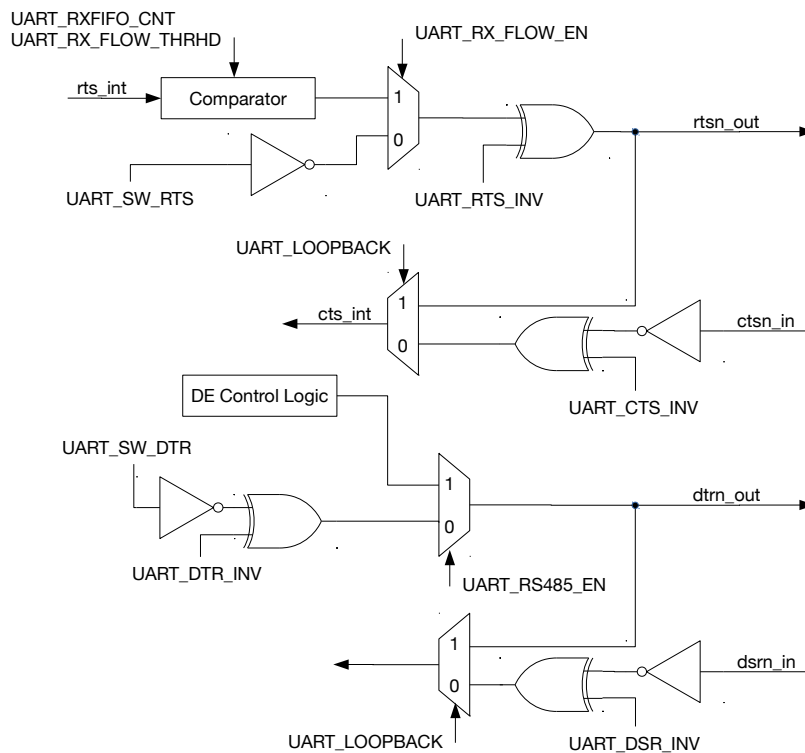 UART_RXFIFO_CNT
UART_RX_FLOW_THRHD
UART_RX_FLOW_EN
rts_int
Comparator
1
0
rtsn_out
UART_SW_RTS
UART_RTS_INV
UART_LOOPBACK
cts_int
1
0
ctsn_in
UART_CTS_INV
DE Control Logic
UART_SW_DTR
1
0
dtrn_out
UART_DTR_INV
UART_RS485_EN
1
0
dsrn_in
UART_LOOPBACK
UART_DSR_INV